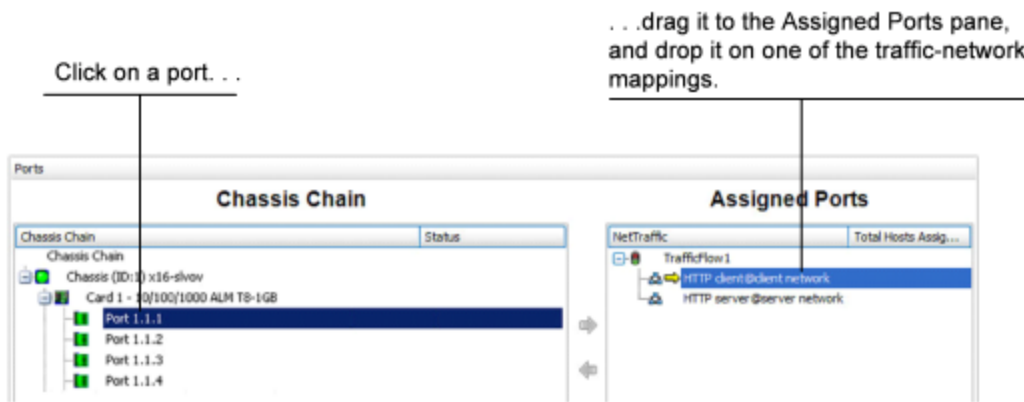 . . .drag it to the Assigned Ports pane,
and drop it on one of the traffic-network
mappings.
Click on a port. . .
Ports
Chassis Chain
Assigned Ports
Chassis Chain
Status
NetTraffic
Total Hosts Assig...
Chassis Chain
TrafficFlow1
Chassis (ID:1) x16-slvov
HTTP client@client network
Card 1 - 10/100/1000 ALM T8-1GB
HTTP server@server network
Port 1.1.1
Port 1.1.2
Port 1.1.3
Port 1.1.4